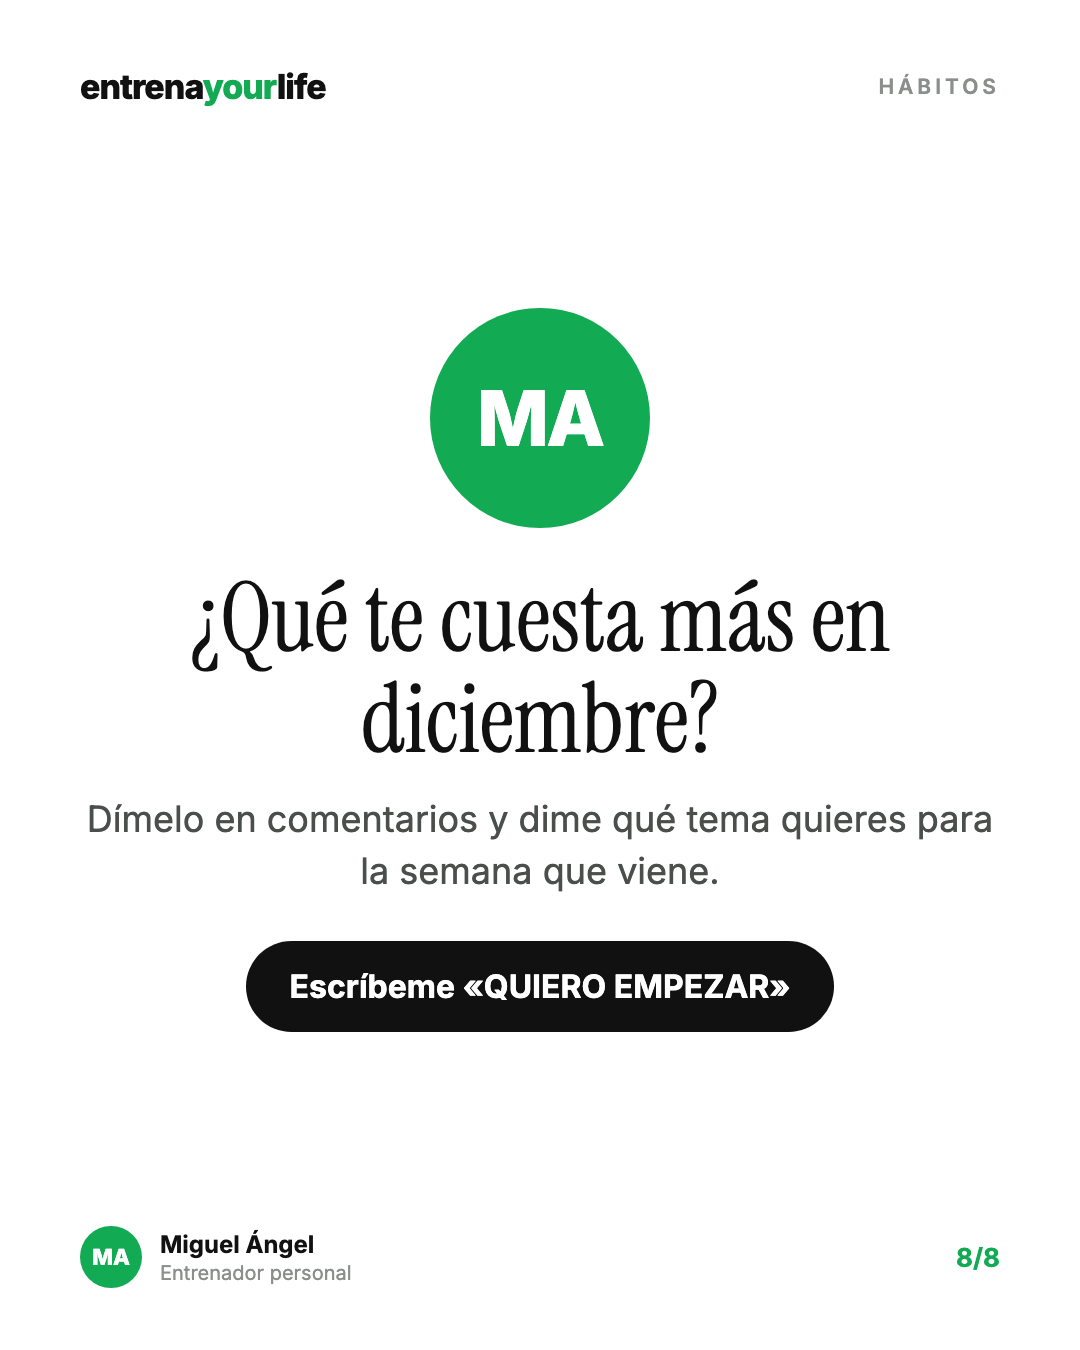 entrenayourlife
HÁBITOS
MA
¿Qué te cuesta más en
diciembre?
Dímelo en comentarios y dime qué tema quieres para
la semana que viene.
Escríbeme «QUIERO EMPEZAR»
MA
Miguel Ángel
Entrenador personal
8/8